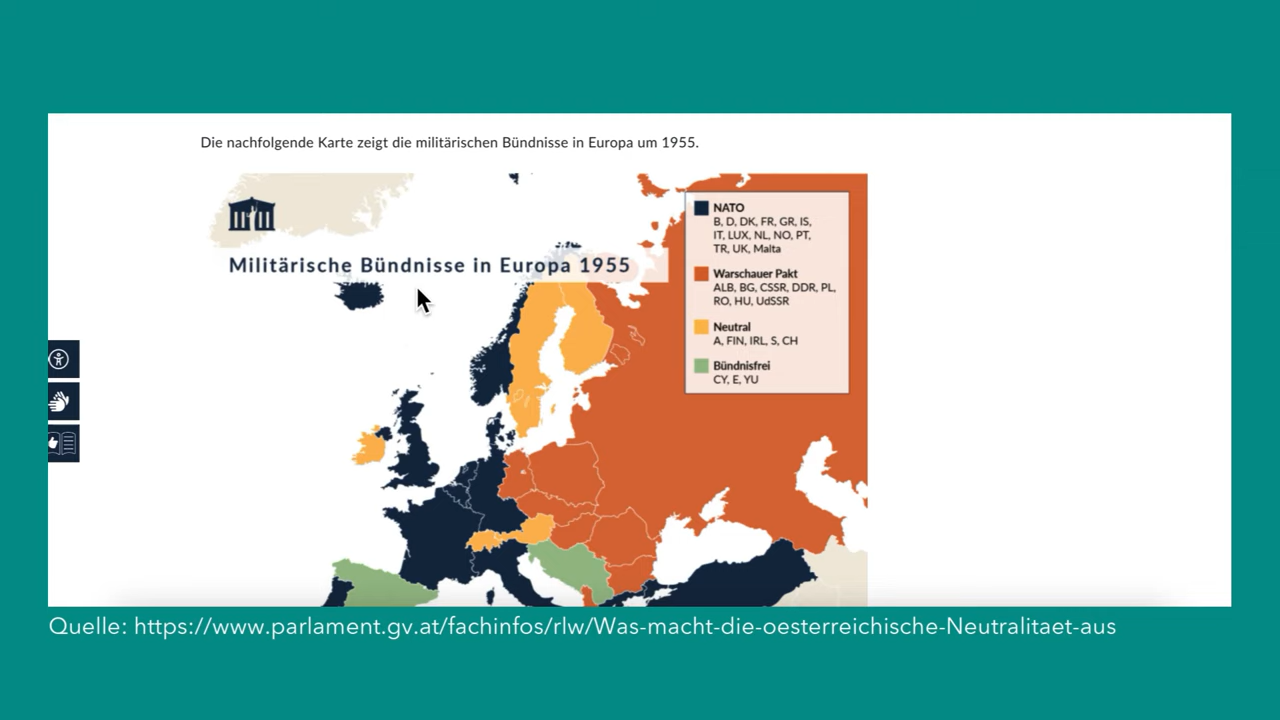 Die nachfolgende Karte zeigt die militärischen Bündnisse in Europa um 1955.
Militärische Bündnisse in Europa 1955
NATO
B, D, DK, FR, GR, IS,
IT, LUX, NL, NO, PT,
TR, UK, Malta
Warschauer Pakt
ALB, BG, CSSR, DDR, PL,
RO, HU, UdSSR
Neutral
A, FIN, IRL, S, CH
Bündnisfrei
CY, E, YU
Quelle: https://www.parlament.gv.at/fachinfos/rlw/Was-macht-die-oesterreichische-Neutralitaet-aus